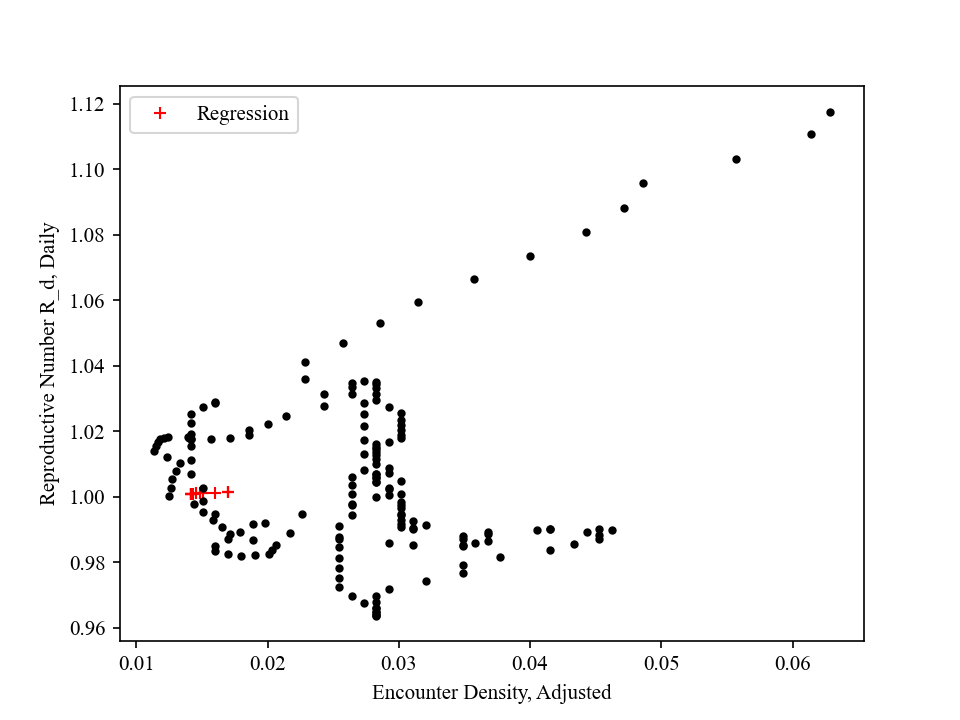 Regression
1.12
1.10
1.08
1.06
1.04
1.02
1.00
0.98
0.96
Reproductive Number R_d, Daily
0.01 0.02 0.03 0.04 0.05 0.06
Encounter Density, Adjusted